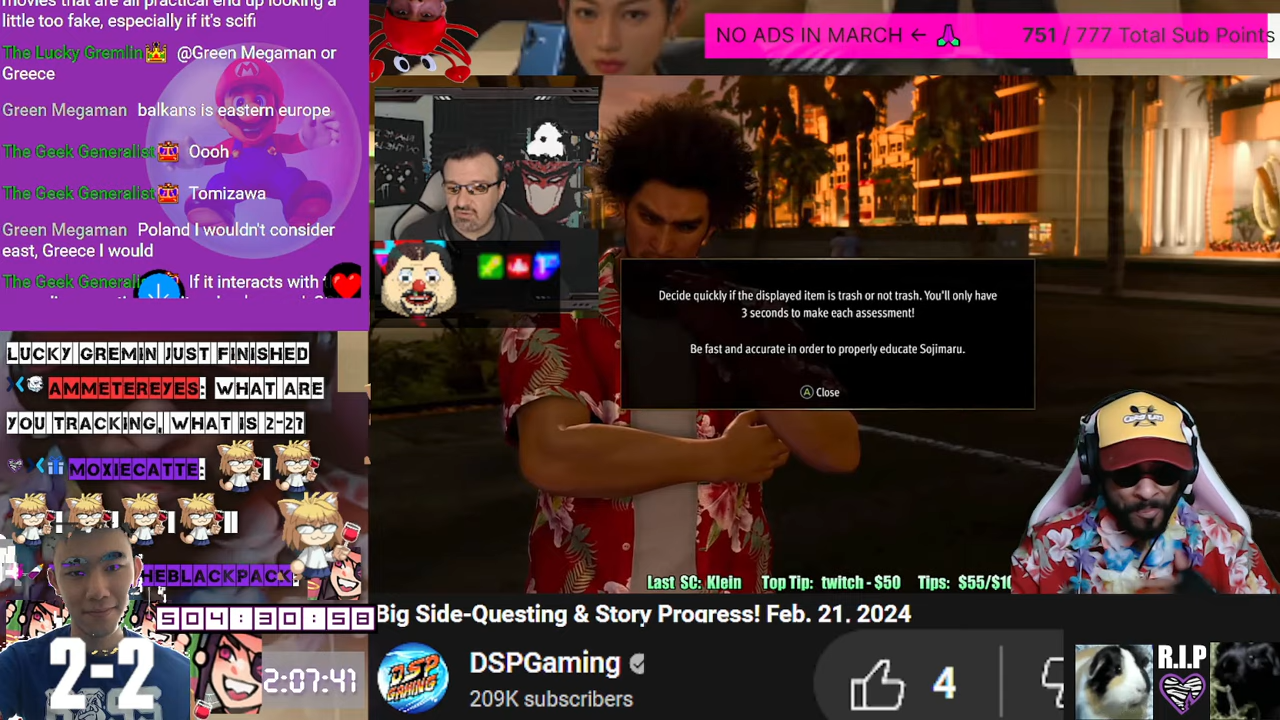 movies that are all practical end up looking a
little too fake, especially if it's scifi
The Lucky Gremlin @Green Megaman or
Greece
Green Megaman balkans is eastern europe
The Geek Generalist Oooh
The Geek Generalist Tomizawa
Green Megaman Poland I wouldn't consider
east, Greece I would
The Geek Generali If it interacts with
LUCKY GREMIN JUST FINISHED
AMMETEREYES: WHAT ARE
YOU TRACKING, WHAT IS 2-2?
MOXIECATTE:
HEBLACKPACK:
504:30:58
2-2
2:07:41
NO ADS IN MARCH ←
751 / 777 Total Sub Points
Decide quickly if the displayed item is trash or not trash. You'll only have
3 seconds to make each assessment!
Be fast and accurate in order to properly educate Sojimaru.
A Close
Last SC: Klein Top Tip: twitch - $50 Tips: $55/$10
Big Side-Questing & Story Progress! Feb. 21. 2024
DSP GAMING
DSPGaming
209K subscribers
4
R.I.P